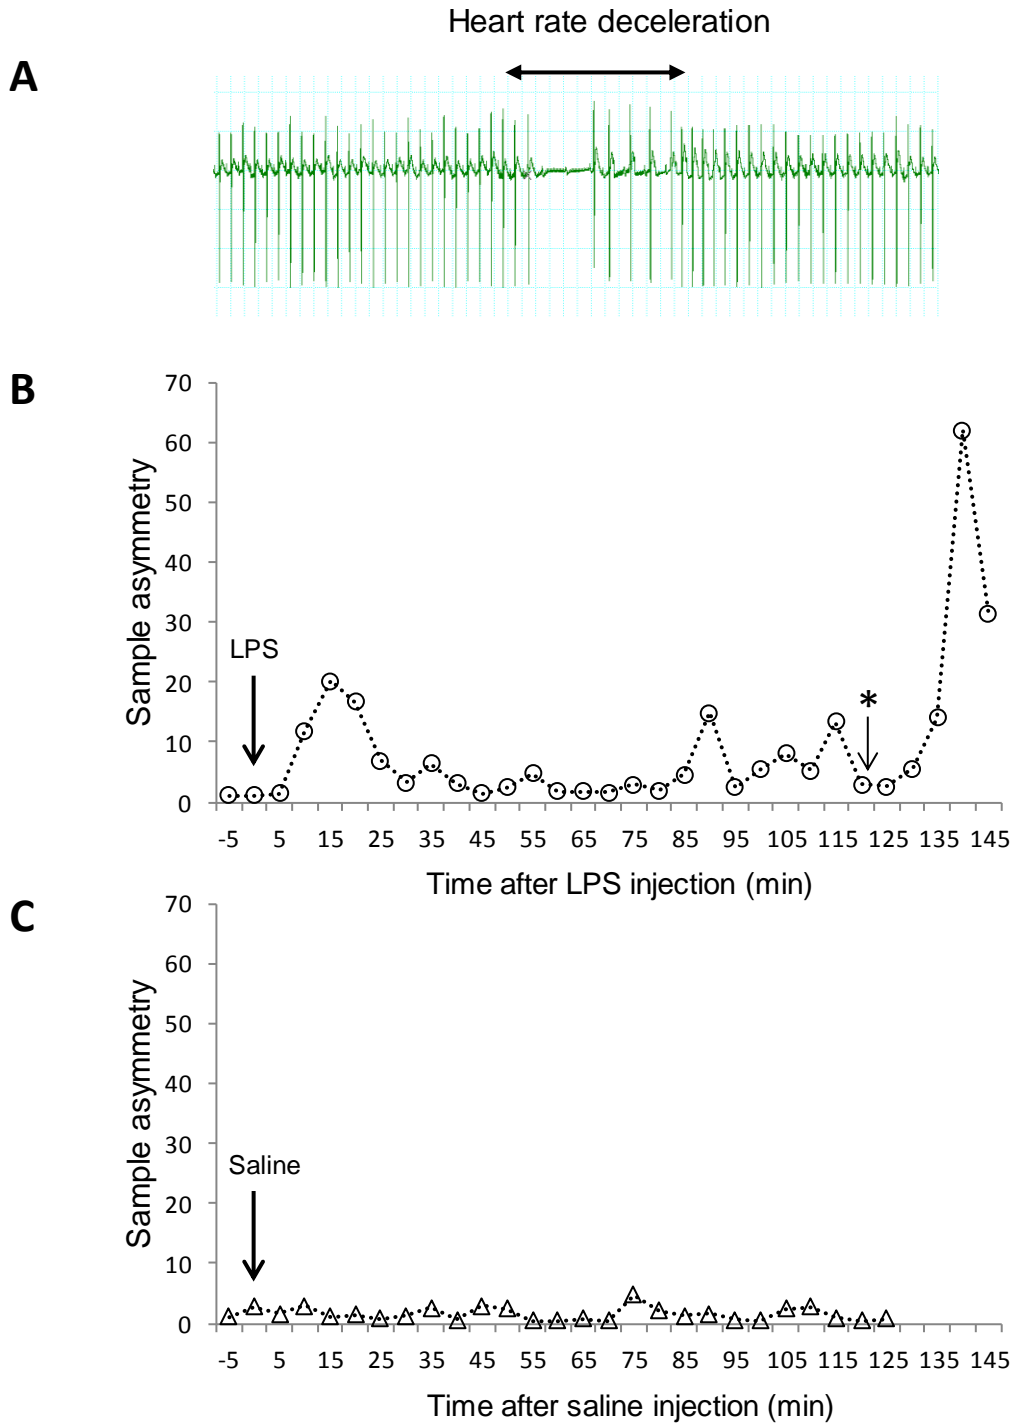 Heart rate deceleration
A
B
70
60
50
40
30
20
10
0
Sample asymmetry
LPS
*
-5 5 15 25 35 45 55 65 75 85 95 105 115 125 135 145
Time after LPS injection (min)
C
70
60
50
40
30
20
10
0
Sample asymmetry
Saline
-5 5 15 25 35 45 55 65 75 85 95 105 115 125 135 145
Time after saline injection (min)